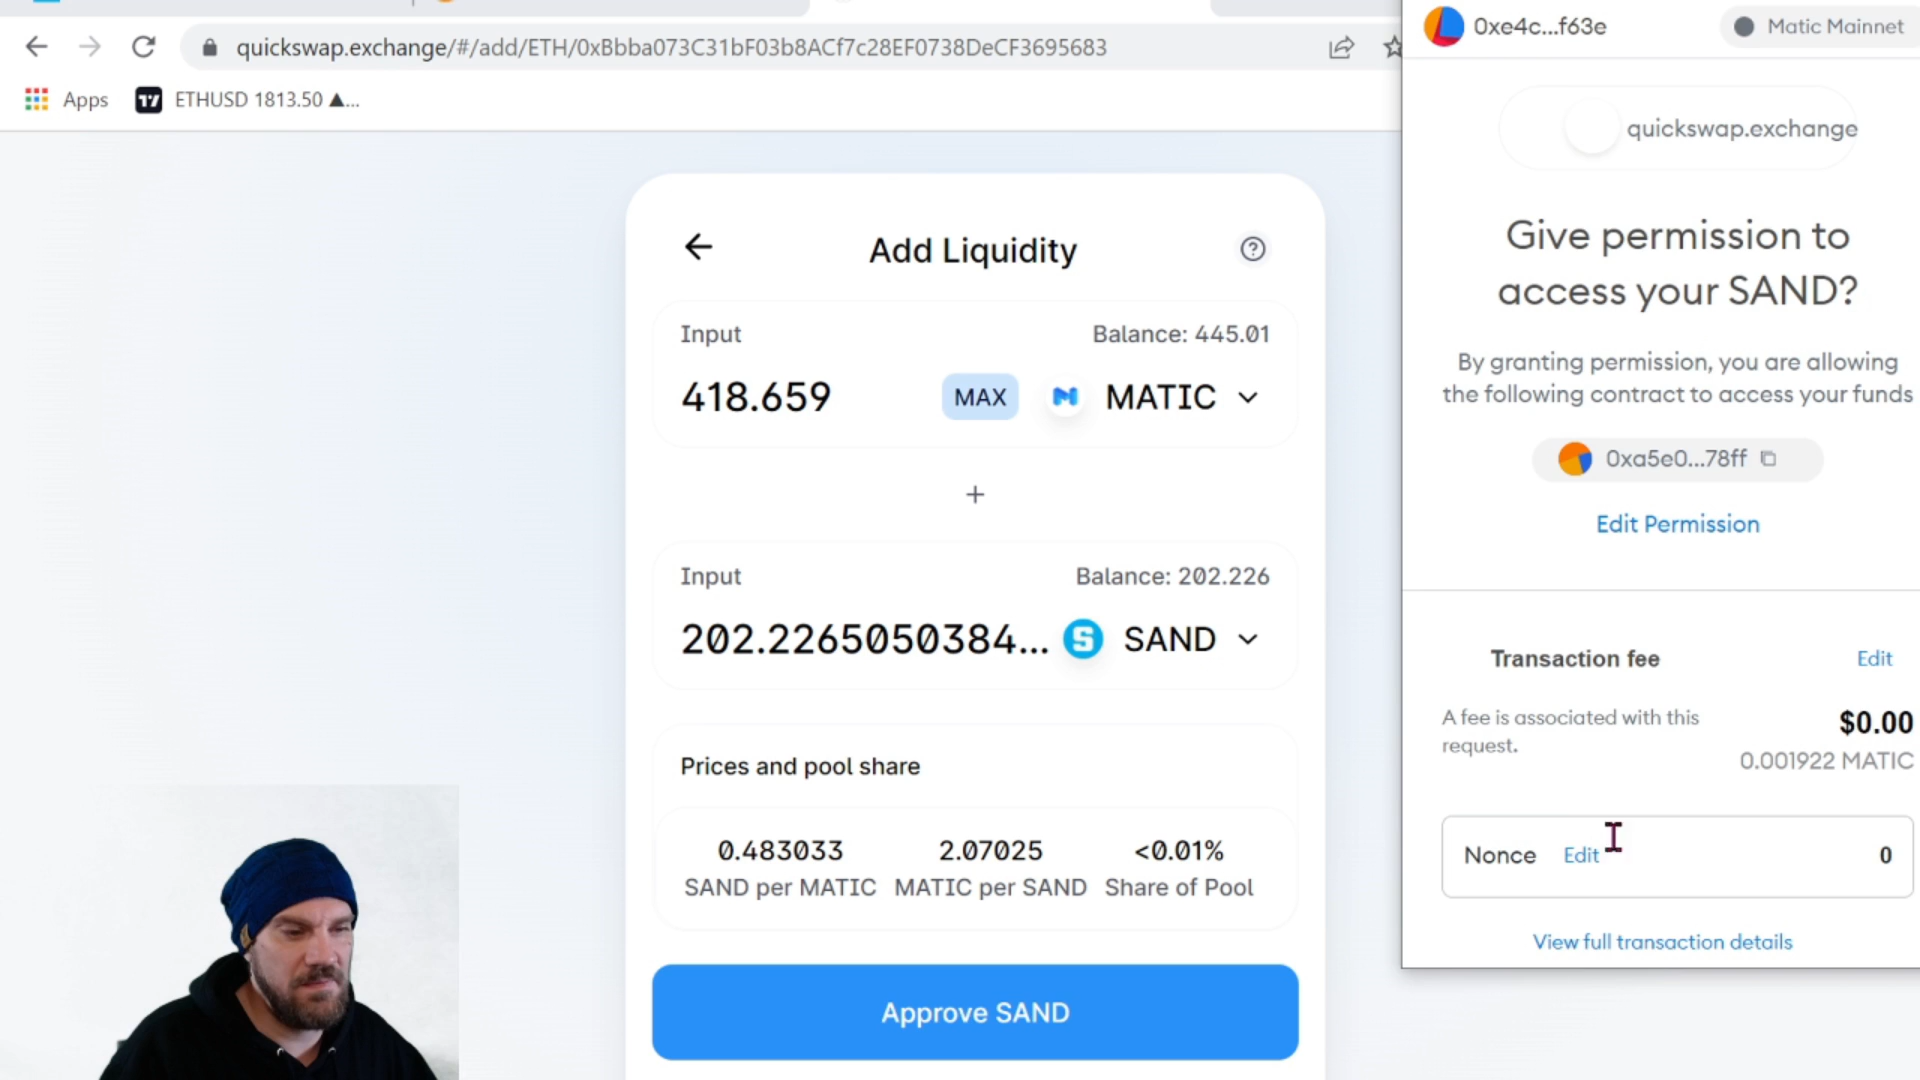 quickswap.exchange/#/add/ETH/0xBbba073C31bF03b8ACf7c28EF0738DeCF3695683
Apps
ETHUSD 1813.50 ▲...
Add Liquidity
Input
Balance: 445.01
418.659
MAX
MATIC
+
Input
Balance: 202.226
202.2265050384...
SAND
Prices and pool share
0.483033
2.07025
<0.01%
SAND per MATIC
MATIC per SAND
Share of Pool
Approve SAND
0xe4c...f63e
Matic Mainnet
quickswap.exchange
Give permission to
access your SAND?
By granting permission, you are allowing
the following contract to access your funds
0xa5e0...78ff
Edit Permission
Transaction fee
Edit
A fee is associated with this
request.
$0.00
0.001922 MATIC
Nonce
Edit
0
View full transaction details